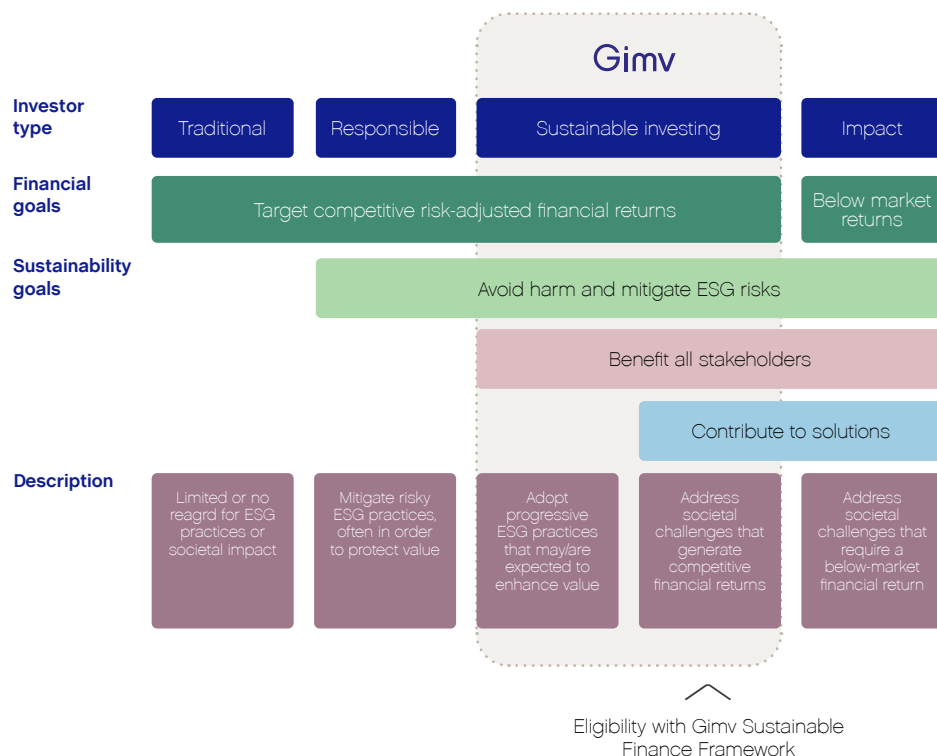 Gimv
Investor
type
Traditional
Responsible
Sustainable investing
Impact
Financial
goals
Target competitive risk-adjusted financial returns
Below market
returns
Sustainability
goals
Avoid harm and mitigate ESG risks
Benefit all stakeholders
Contribute to solutions
Description
Limited or no
reagrd for ESG
practices or
societal impact
Mitigate risky
ESG practices,
often in order
to protect value
Adopt
progressive
ESG practices
that may/are
expected to
enhance value
Address
societal
challenges that
generate
competitive
financial returns
Address
societal
challenges that
require a
below-market
financial return
Eligibility with Gimv Sustainable
Finance Framework